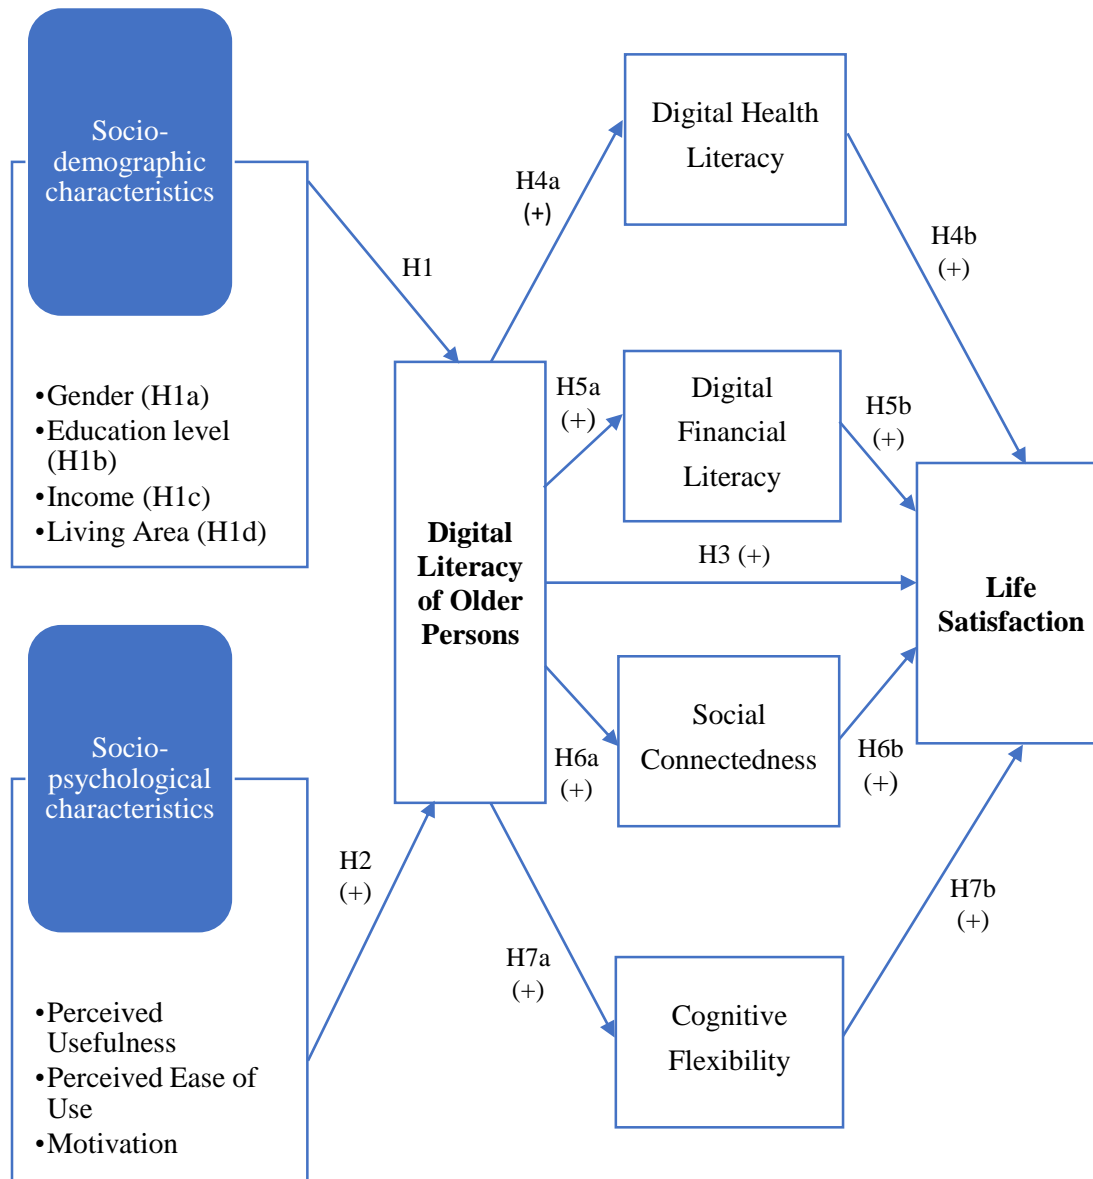 Socio-
demographic
characteristics
•Gender (H1a)
•Education level
(H1b)
•Income (H1c)
•Living Area (H1d)
Socio-
psychological
characteristics
•Perceived
Usefulness
•Perceived Ease of
Use
•Motivation
H1
H2
(+)
Digital
Literacy
of Older
Persons
H4a
(+)
H5a
(+)
H3 (+)
H6a
(+)
H7a
(+)
Digital Health
Literacy
Digital
Financial
Literacy
Social
Connectedness
Cognitive
Flexibility
H4b
(+)
H5b
(+)
H6b
(+)
H7b
(+)
Life
Satisfaction